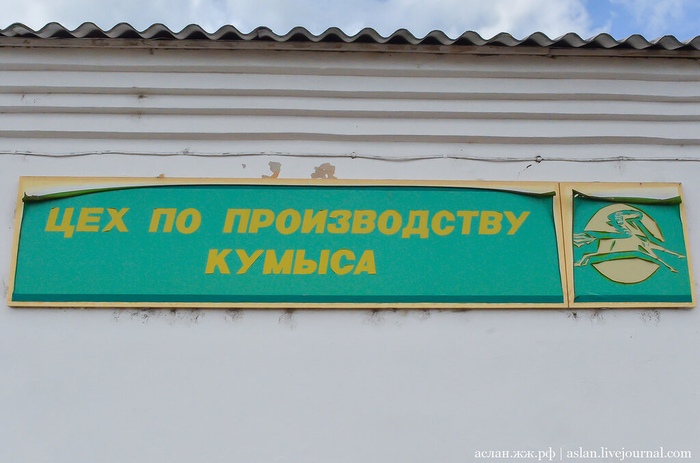 ЦЕХ ПО ПРОИЗВОДСТВУ
КУМЫСА
аслан.жж.рф | aslan.livejournal.com